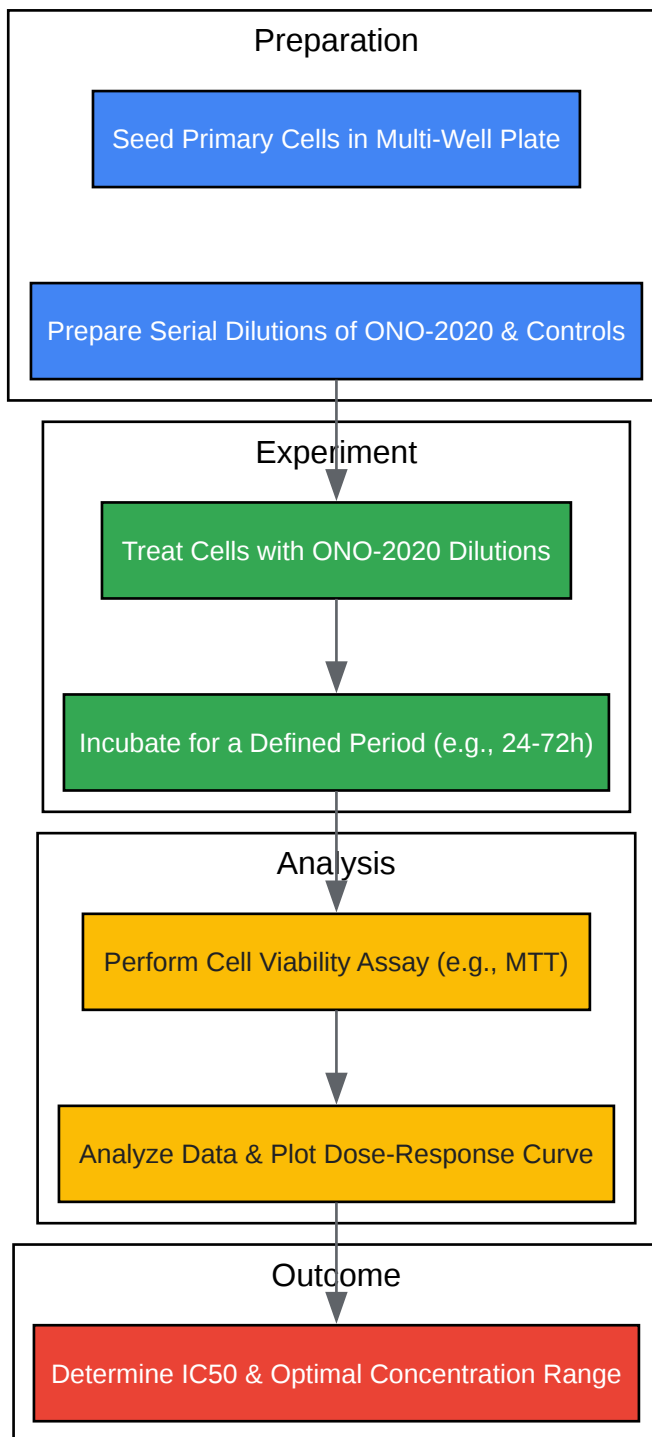 Preparation
Seed Primary Cells in Multi-Well Plate
Prepare Serial Dilutions of ONO-2020 & Controls
Experiment
Treat Cells with ONO-2020 Dilutions
Incubate for a Defined Period (e.g., 24-72h)
Analysis
Perform Cell Viability Assay (e.g., MTT)
Analyze Data & Plot Dose-Response Curve
Outcome
Determine IC50 & Optimal Concentration Range